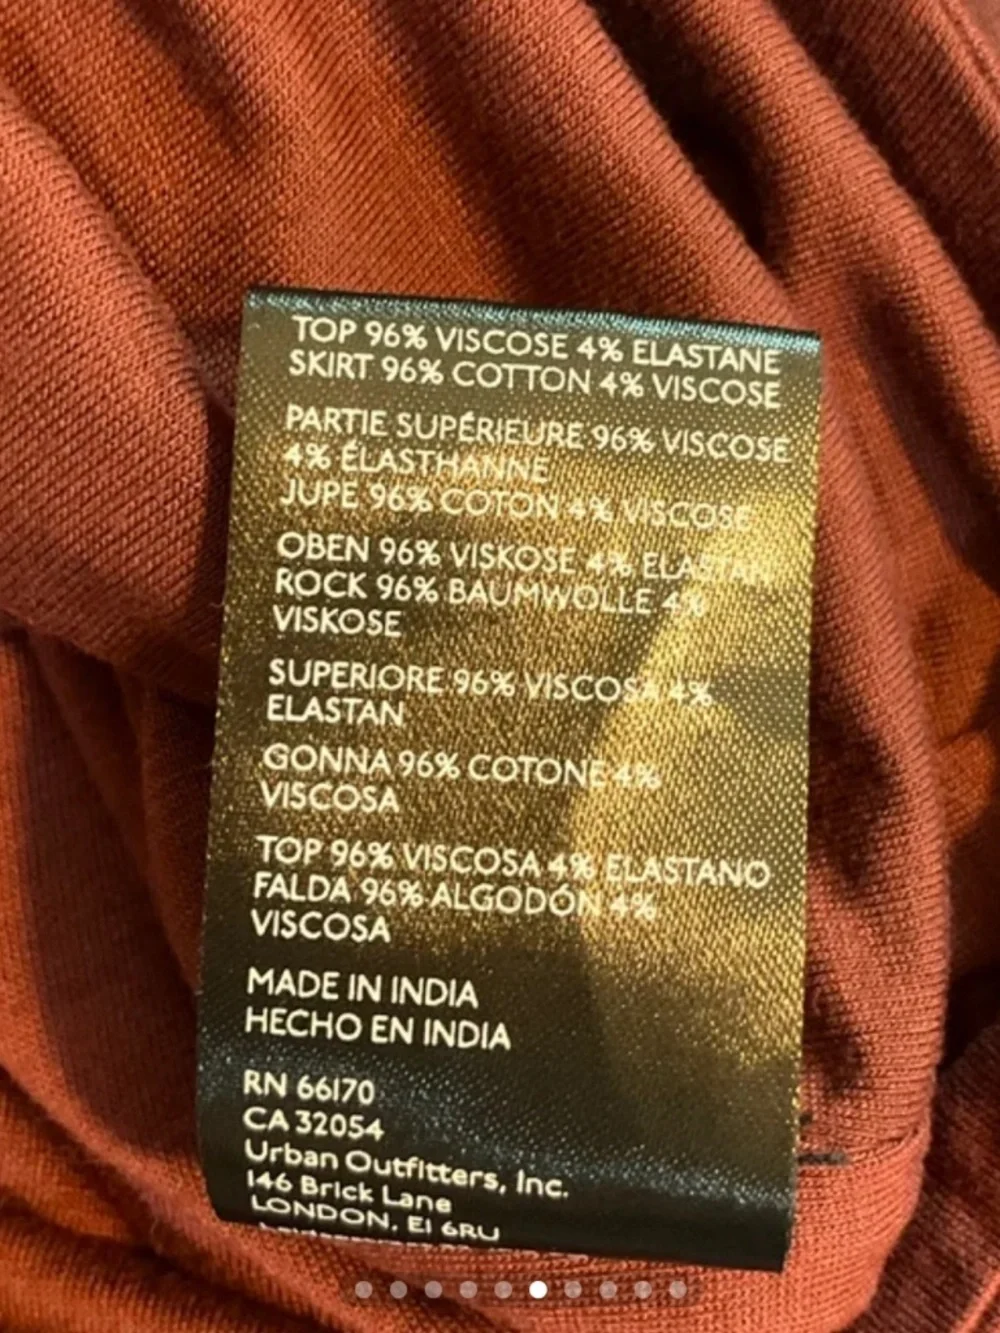 TOP 96% VISCOSE 4% ELASTANE
SKIRT 96% COTTON 4% VISCOSE
PARTIE SUPÉRIEURE 96% VISCOSE
4% ÉLASTHANNE
JUPE 96% COTON 4% VISCOSE
OBEN 96% VISKOSE 4% ELASTAN
ROCK 96% BAUMWOLLE 4%
VISKOSE
SUPERIORE 96% VISCOSA 4%
ELASTAN
GONNA 96% COTONE 4%
VISCOSA
TOP 96% VISCOSA 4% ELASTANO
FALDA 96% ALGODÓN 4%
VISCOSA
MADE IN INDIA
HECHO EN INDIA
RN 66170
CA 32054
Urban Outfitters, Inc.
146 Brick Lane
LONDON, E1 6RU